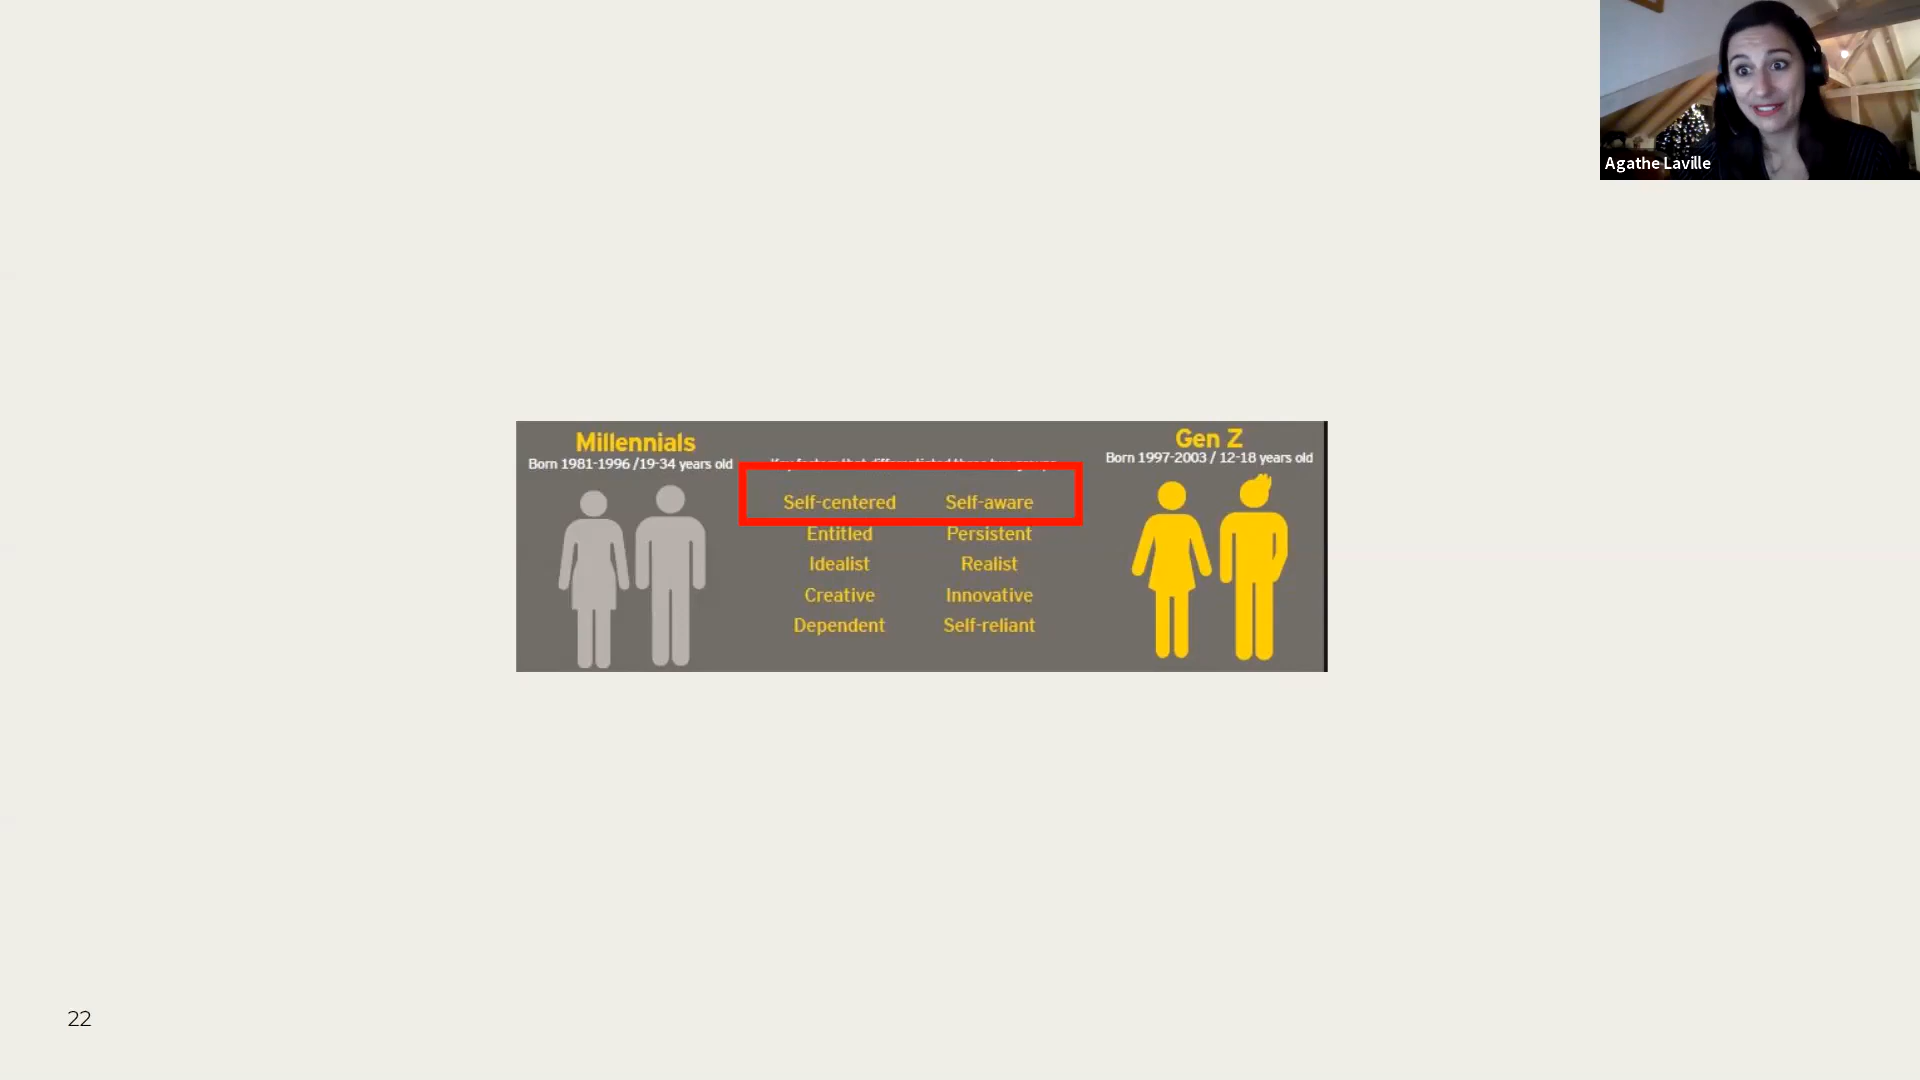 Agathe Laville
Millennials
Born 1981-1996 /19-34 years old
Gen Z
Born 1997-2003 / 12-18 years old
Self-centered Self-aware
Entitled Persistent
Idealist Realist
Creative Innovative
Dependent Self-reliant
22